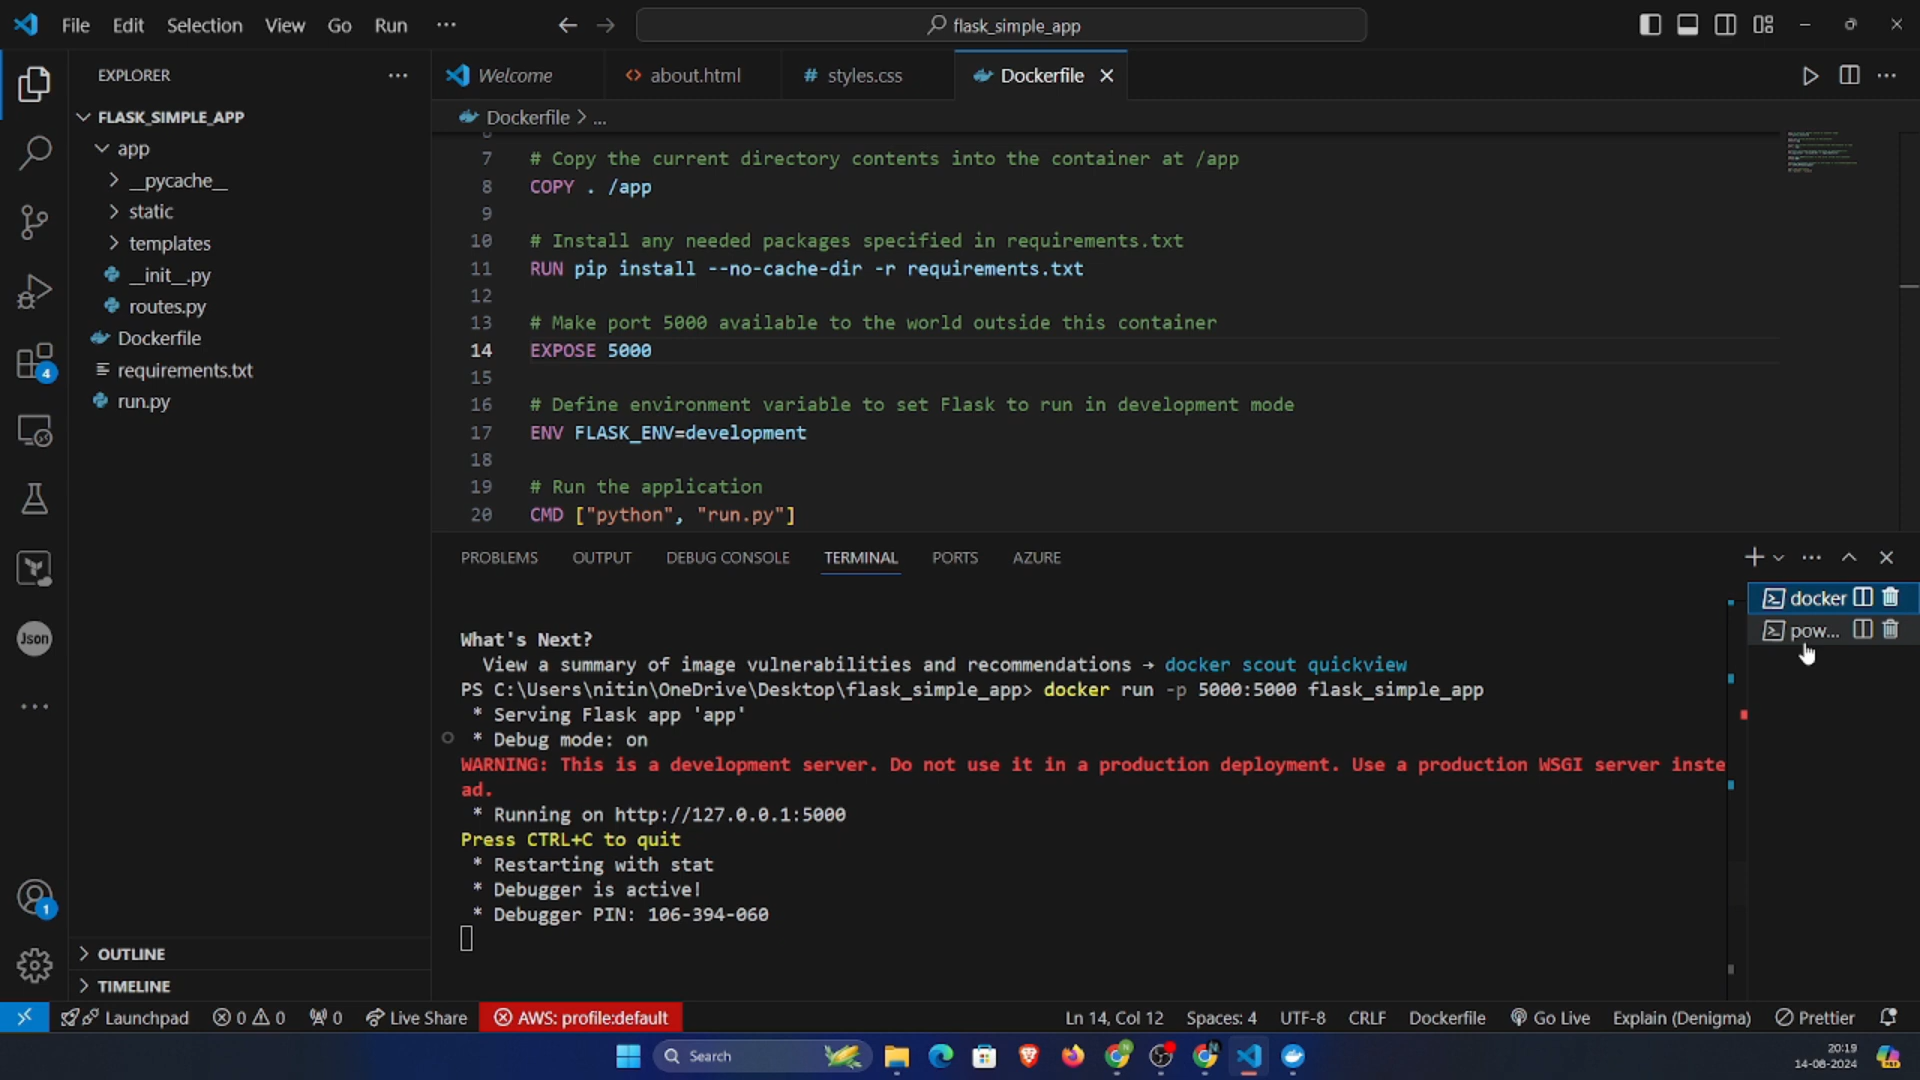 File Edit Selection View Go Run ···
flask_simple_app
EXPLORER
FLASK_SIMPLE_APP
app
__pycache__
static
templates
__init__.py
routes.py
Dockerfile
requirements.txt
run.py
OUTLINE
TIMELINE
4
Json
1
Welcome
about.html
styles.css
Dockerfile
Dockerfile > ...
7 # Copy the current directory contents into the container at /app
8 COPY . /app
9
10 # Install any needed packages specified in requirements.txt
11 RUN pip install --no-cache-dir -r requirements.txt
12
13 # Make port 5000 available to the world outside this container
14 EXPOSE 5000
15
16 # Define environment variable to set Flask to run in development mode
17 ENV FLASK_ENV=development
18
19 # Run the application
20 CMD ["python", "run.py"]
PROBLEMS OUTPUT DEBUG CONSOLE TERMINAL PORTS AZURE
docker
pow...
What's Next?
View a summary of image vulnerabilities and recommendations → docker scout quickview
PS C:\Users\nitin\OneDrive\Desktop\flask_simple_app> docker run -p 5000:5000 flask_simple_app
* Serving Flask app 'app'
* Debug mode: on
WARNING: This is a development server. Do not use it in a production deployment. Use a production WSGI server inste
ad.
* Running on http://127.0.0.1:5000
Press CTRL+C to quit
* Restarting with stat
* Debugger is active!
* Debugger PIN: 106-394-060
Launchpad 0 0 0 Live Share AWS: profile:default Ln 14, Col 12 Spaces: 4 UTF-8 CRLF Dockerfile Go Live Explain (Denigma) Prettier
Search
20:19
14-08-2024